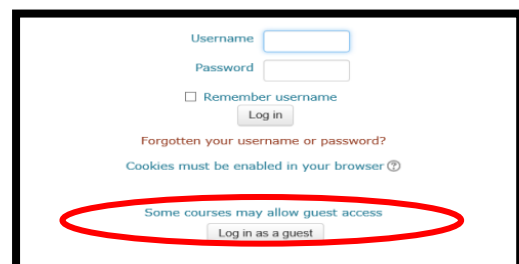 Username
Password
Remember username
Log in
Forgotten your username or password?
Cookies must be enabled in your browser
Some courses may allow guest access
Log in as a guest